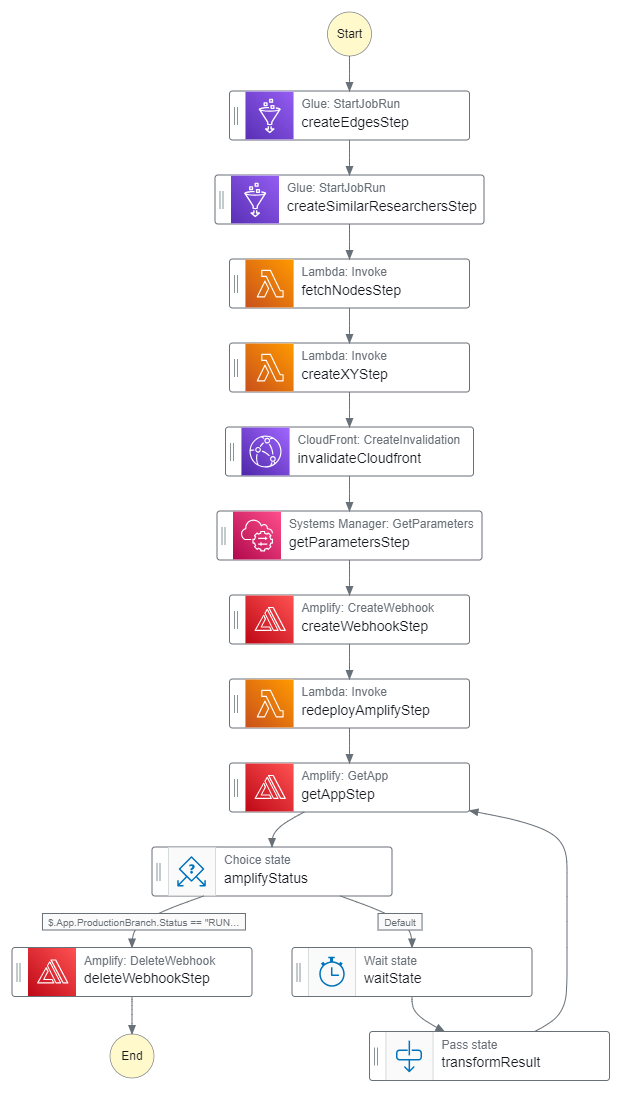 Start
Glue: StartJobRun
createEdgesStep
Glue: StartJobRun
createSimilarResearchersStep
Lambda: Invoke
fetchNodesStep
Lambda: Invoke
createXYStep
CloudFront: CreateInvalidation
invalidateCloudfront
Systems Manager: GetParameters
getParametersStep
Amplify: CreateWebhook
createWebhookStep
Lambda: Invoke
redeployAmplifyStep
Amplify: GetApp
getAppStep
Choice state
amplifyStatus
$.App.ProductionBranch.Status == "RUN...
Default
Amplify: DeleteWebhook
deleteWebhookStep
Wait state
waitState
End
Pass state
transformResult